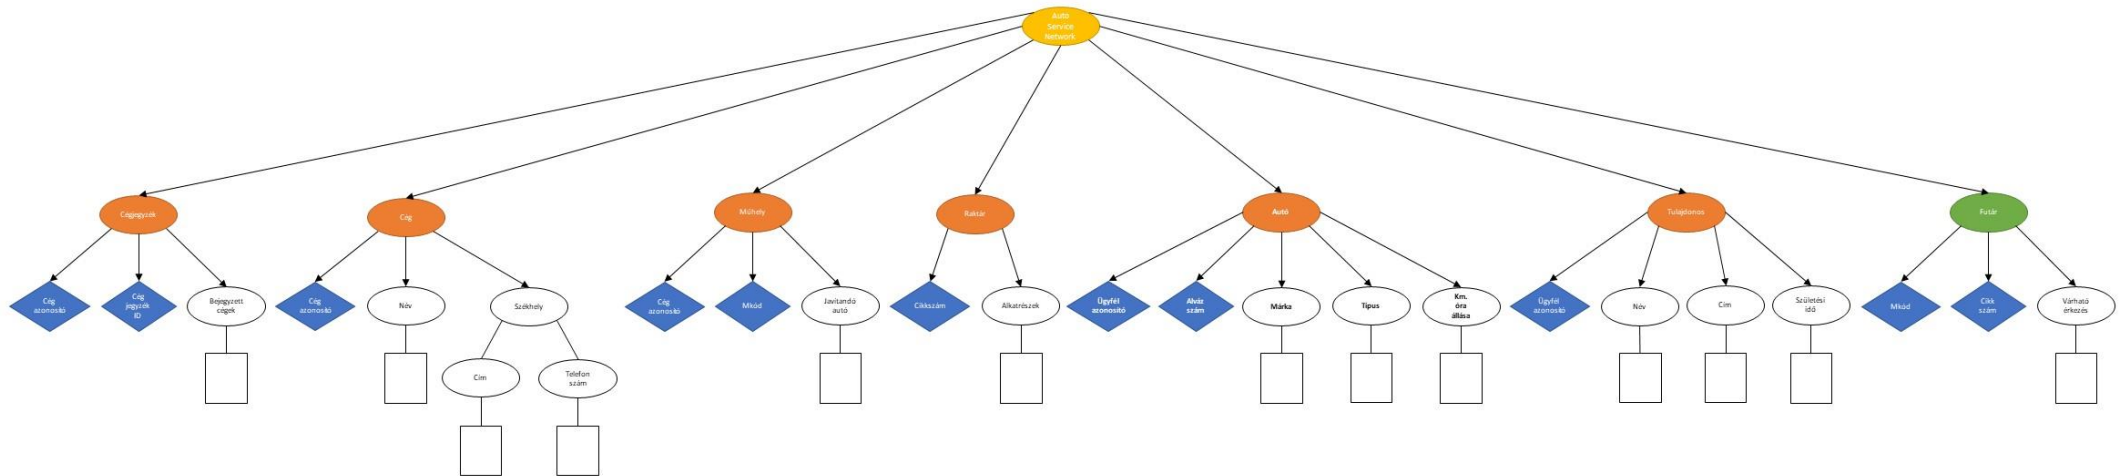 Autó
Service
Network
Cégjegyzék
Cég
Műhely
Raktár
Autó
Tulajdonos
Futár
Cég
azonosító
Cég
jegyzék
ID
Bejegyzett
cégek
Cég
azonosító
Név
Székhely
Cég
azonosító
Mkód
Javítandó
autó
Cikkszám
Alkatrészek
Ügyfél
azonosító
Alváz
szám
Márka
Típus
Km.
óra
állása
Ügyfél
azonosító
Név
Cím
Születési
idő
Mkód
Cikk
szám
Várható
érkezés
Cím
Telefon
szám